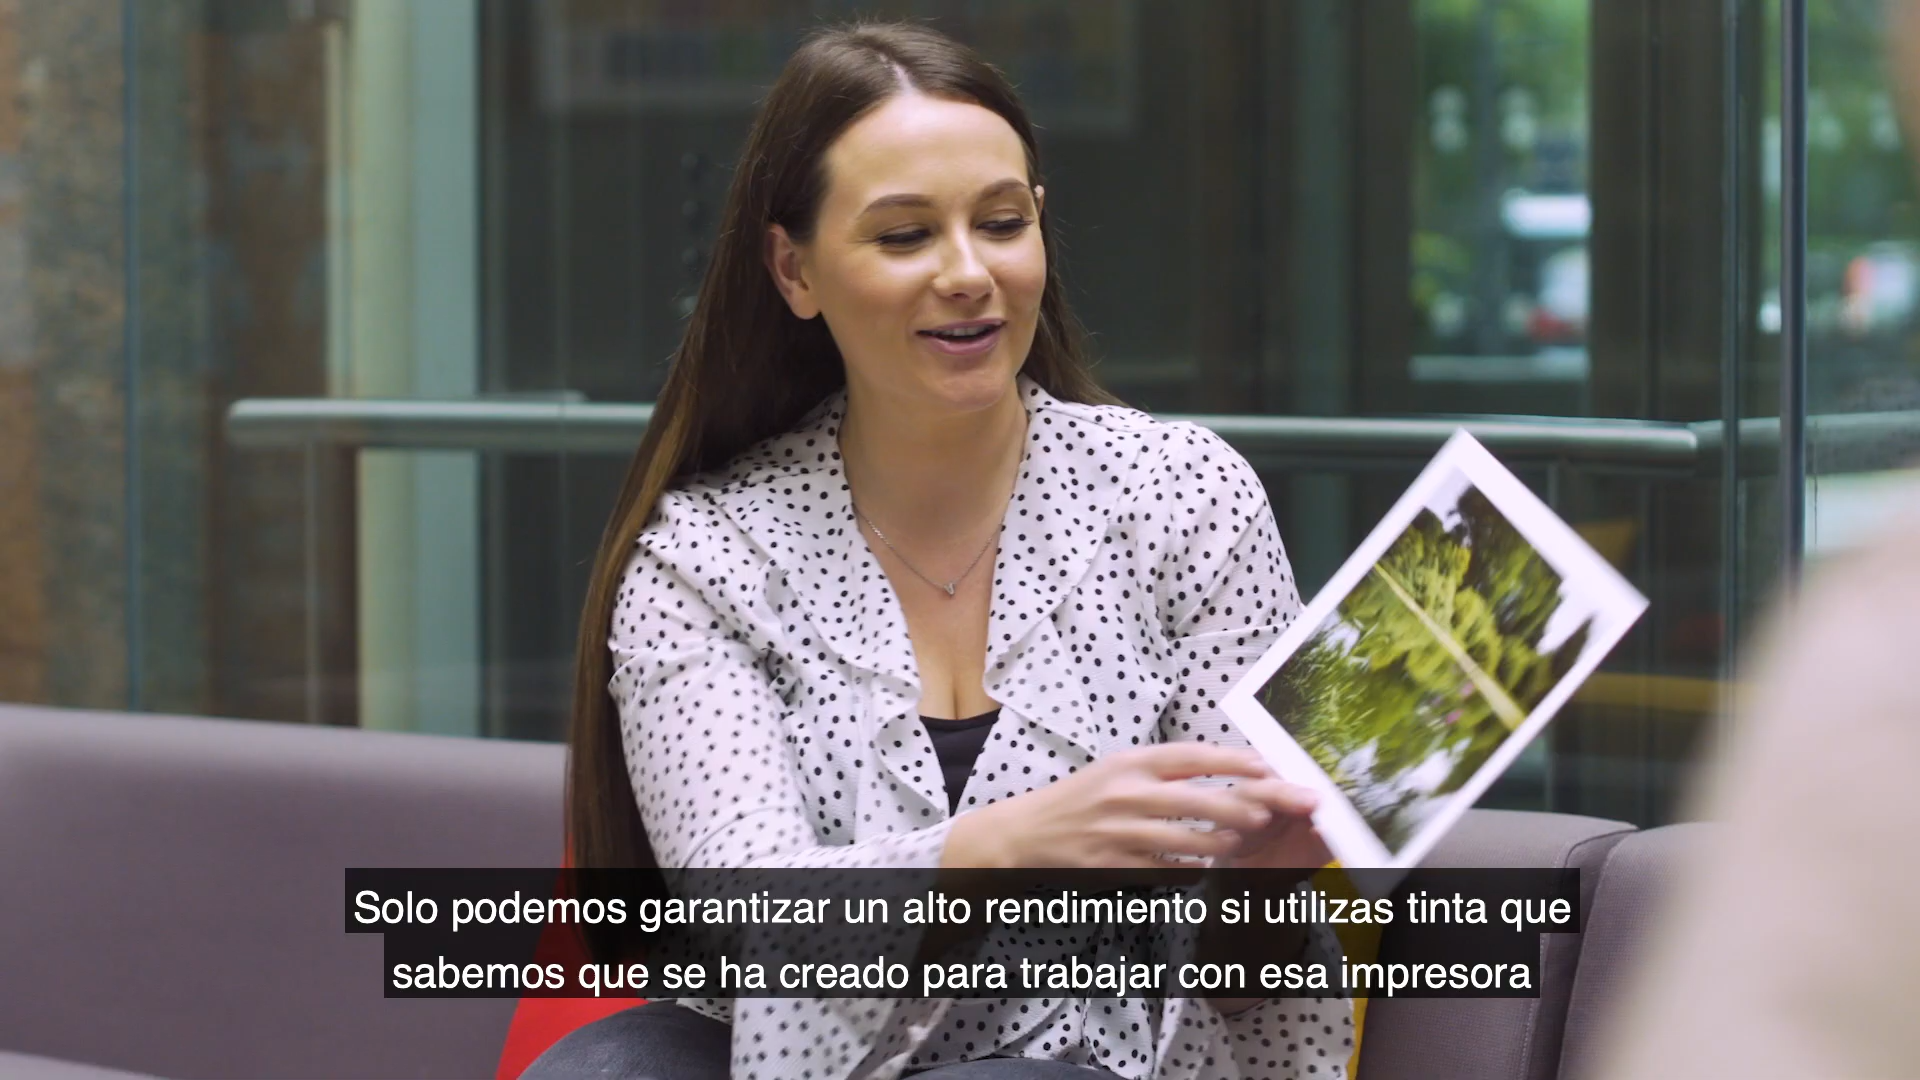 Solo podemos garantizar un alto rendimiento si utilizas tinta que
sabemos que se ha creado para trabajar con esa impresora